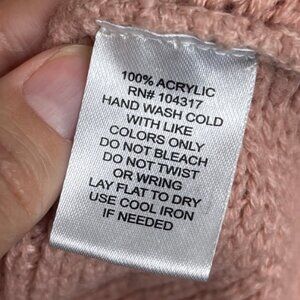 100% ACRYLIC
RN# 104317
HAND WASH COLD
WITH LIKE
COLORS ONLY
DO NOT BLEACH
DO NOT TWIST
OR WRING
LAY FLAT TO DRY
USE COOL IRON
IF NEEDED